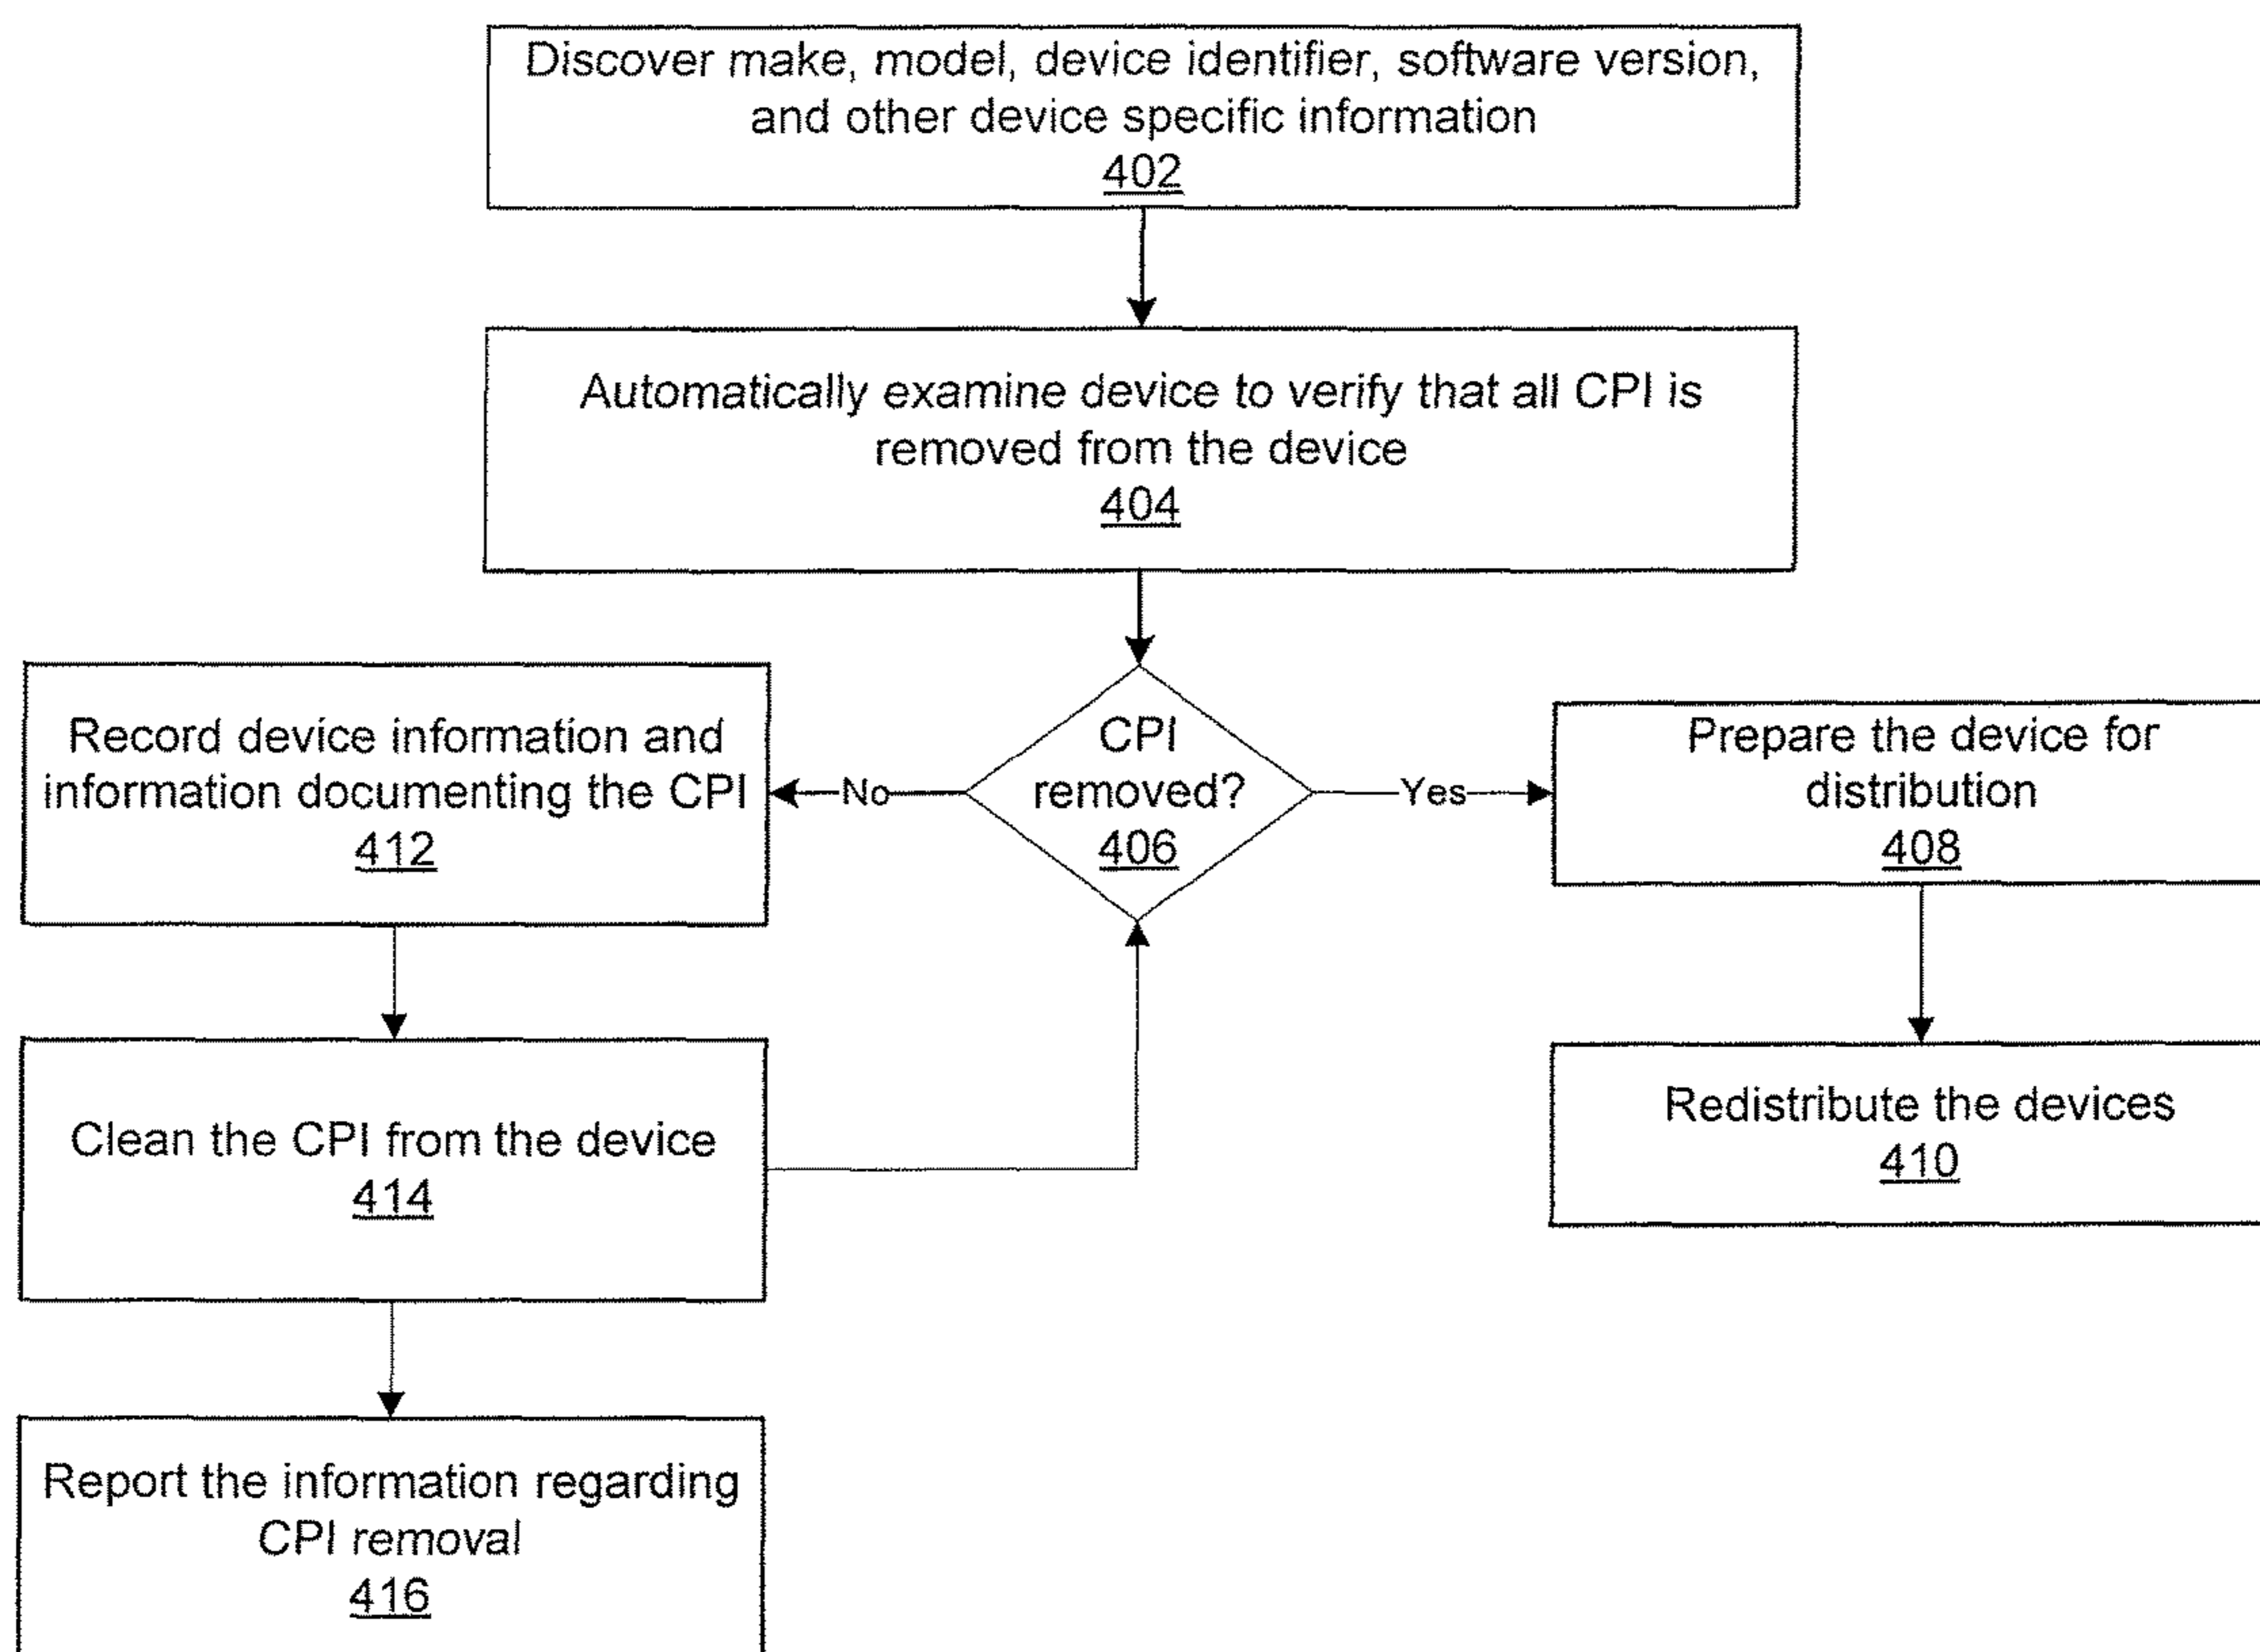 Discover make, model, device identifier, software version,
and other device specific information
402
Automatically examine device to verify that all CPI is
removed from the device
404
CPI
removed?
406
No
Yes
Record device information and
information documenting the CPI
412
Prepare the device for
distribution
408
Clean the CPI from the device
414
Redistribute the devices
410
Report the information regarding
CPI removal
416